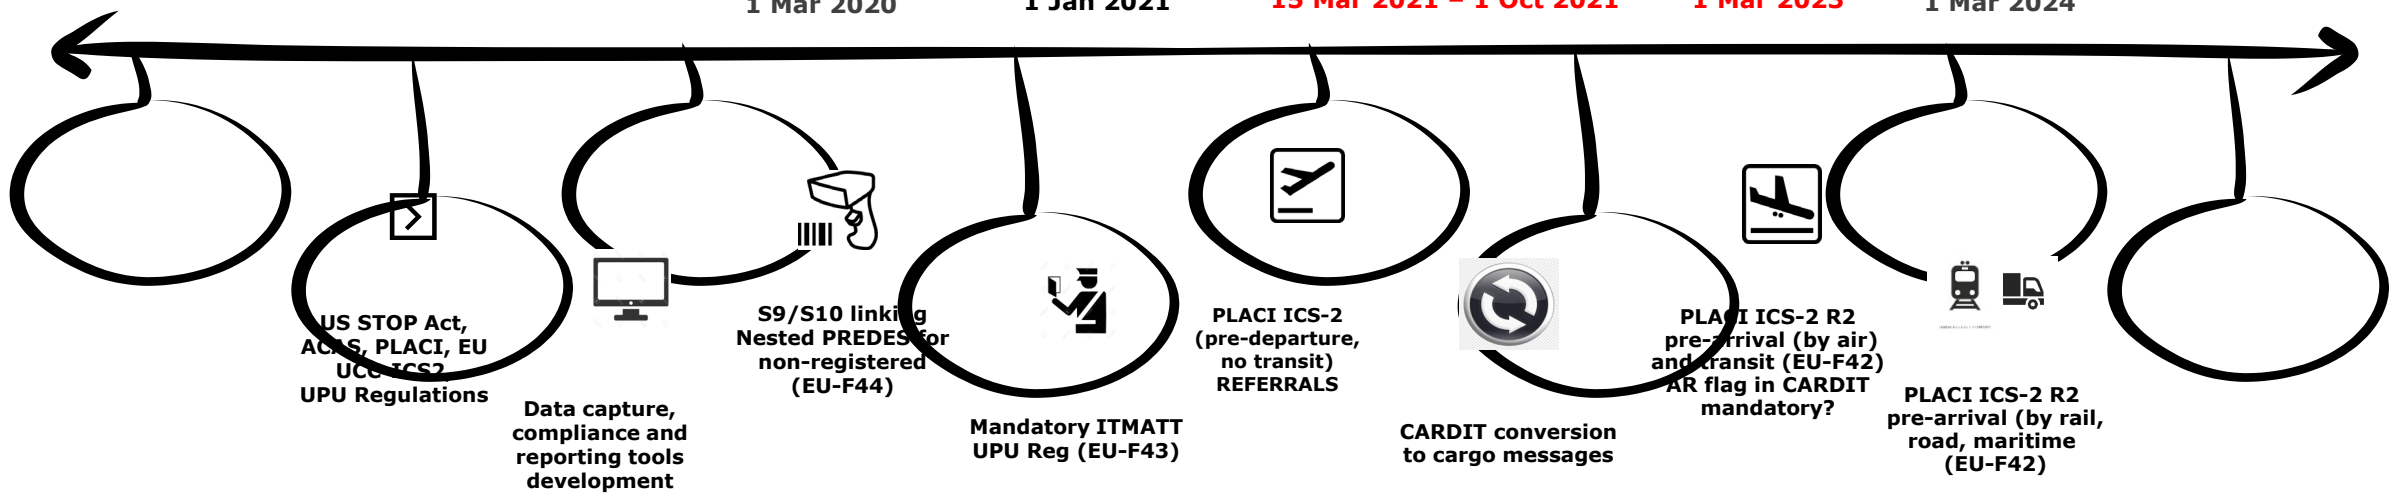 1 Mar 2020
1 Jan 2021
15 Mar 2021 – 1 Oct 2021
1 Mar 2023
1 Mar 2024
US STOP Act,
ACAS, PLACI, EU
UCC ICS2,
UPU Regulations
Data capture,
compliance and
reporting tools
development
S9/S10 linking
Nested PREDES for
non-registered
(EU-F44)
Mandatory ITMATT
UPU Reg (EU-F43)
PLACI ICS-2
(pre-departure,
no transit)
REFERRALS
CARDIT conversion
to cargo messages
PLACI ICS-2 R2
pre-arrival (by air)
and transit (EU-F42)
AR flag in CARDIT
mandatory?
PLACI ICS-2 R2
pre-arrival (by rail,
road, maritime
(EU-F42)